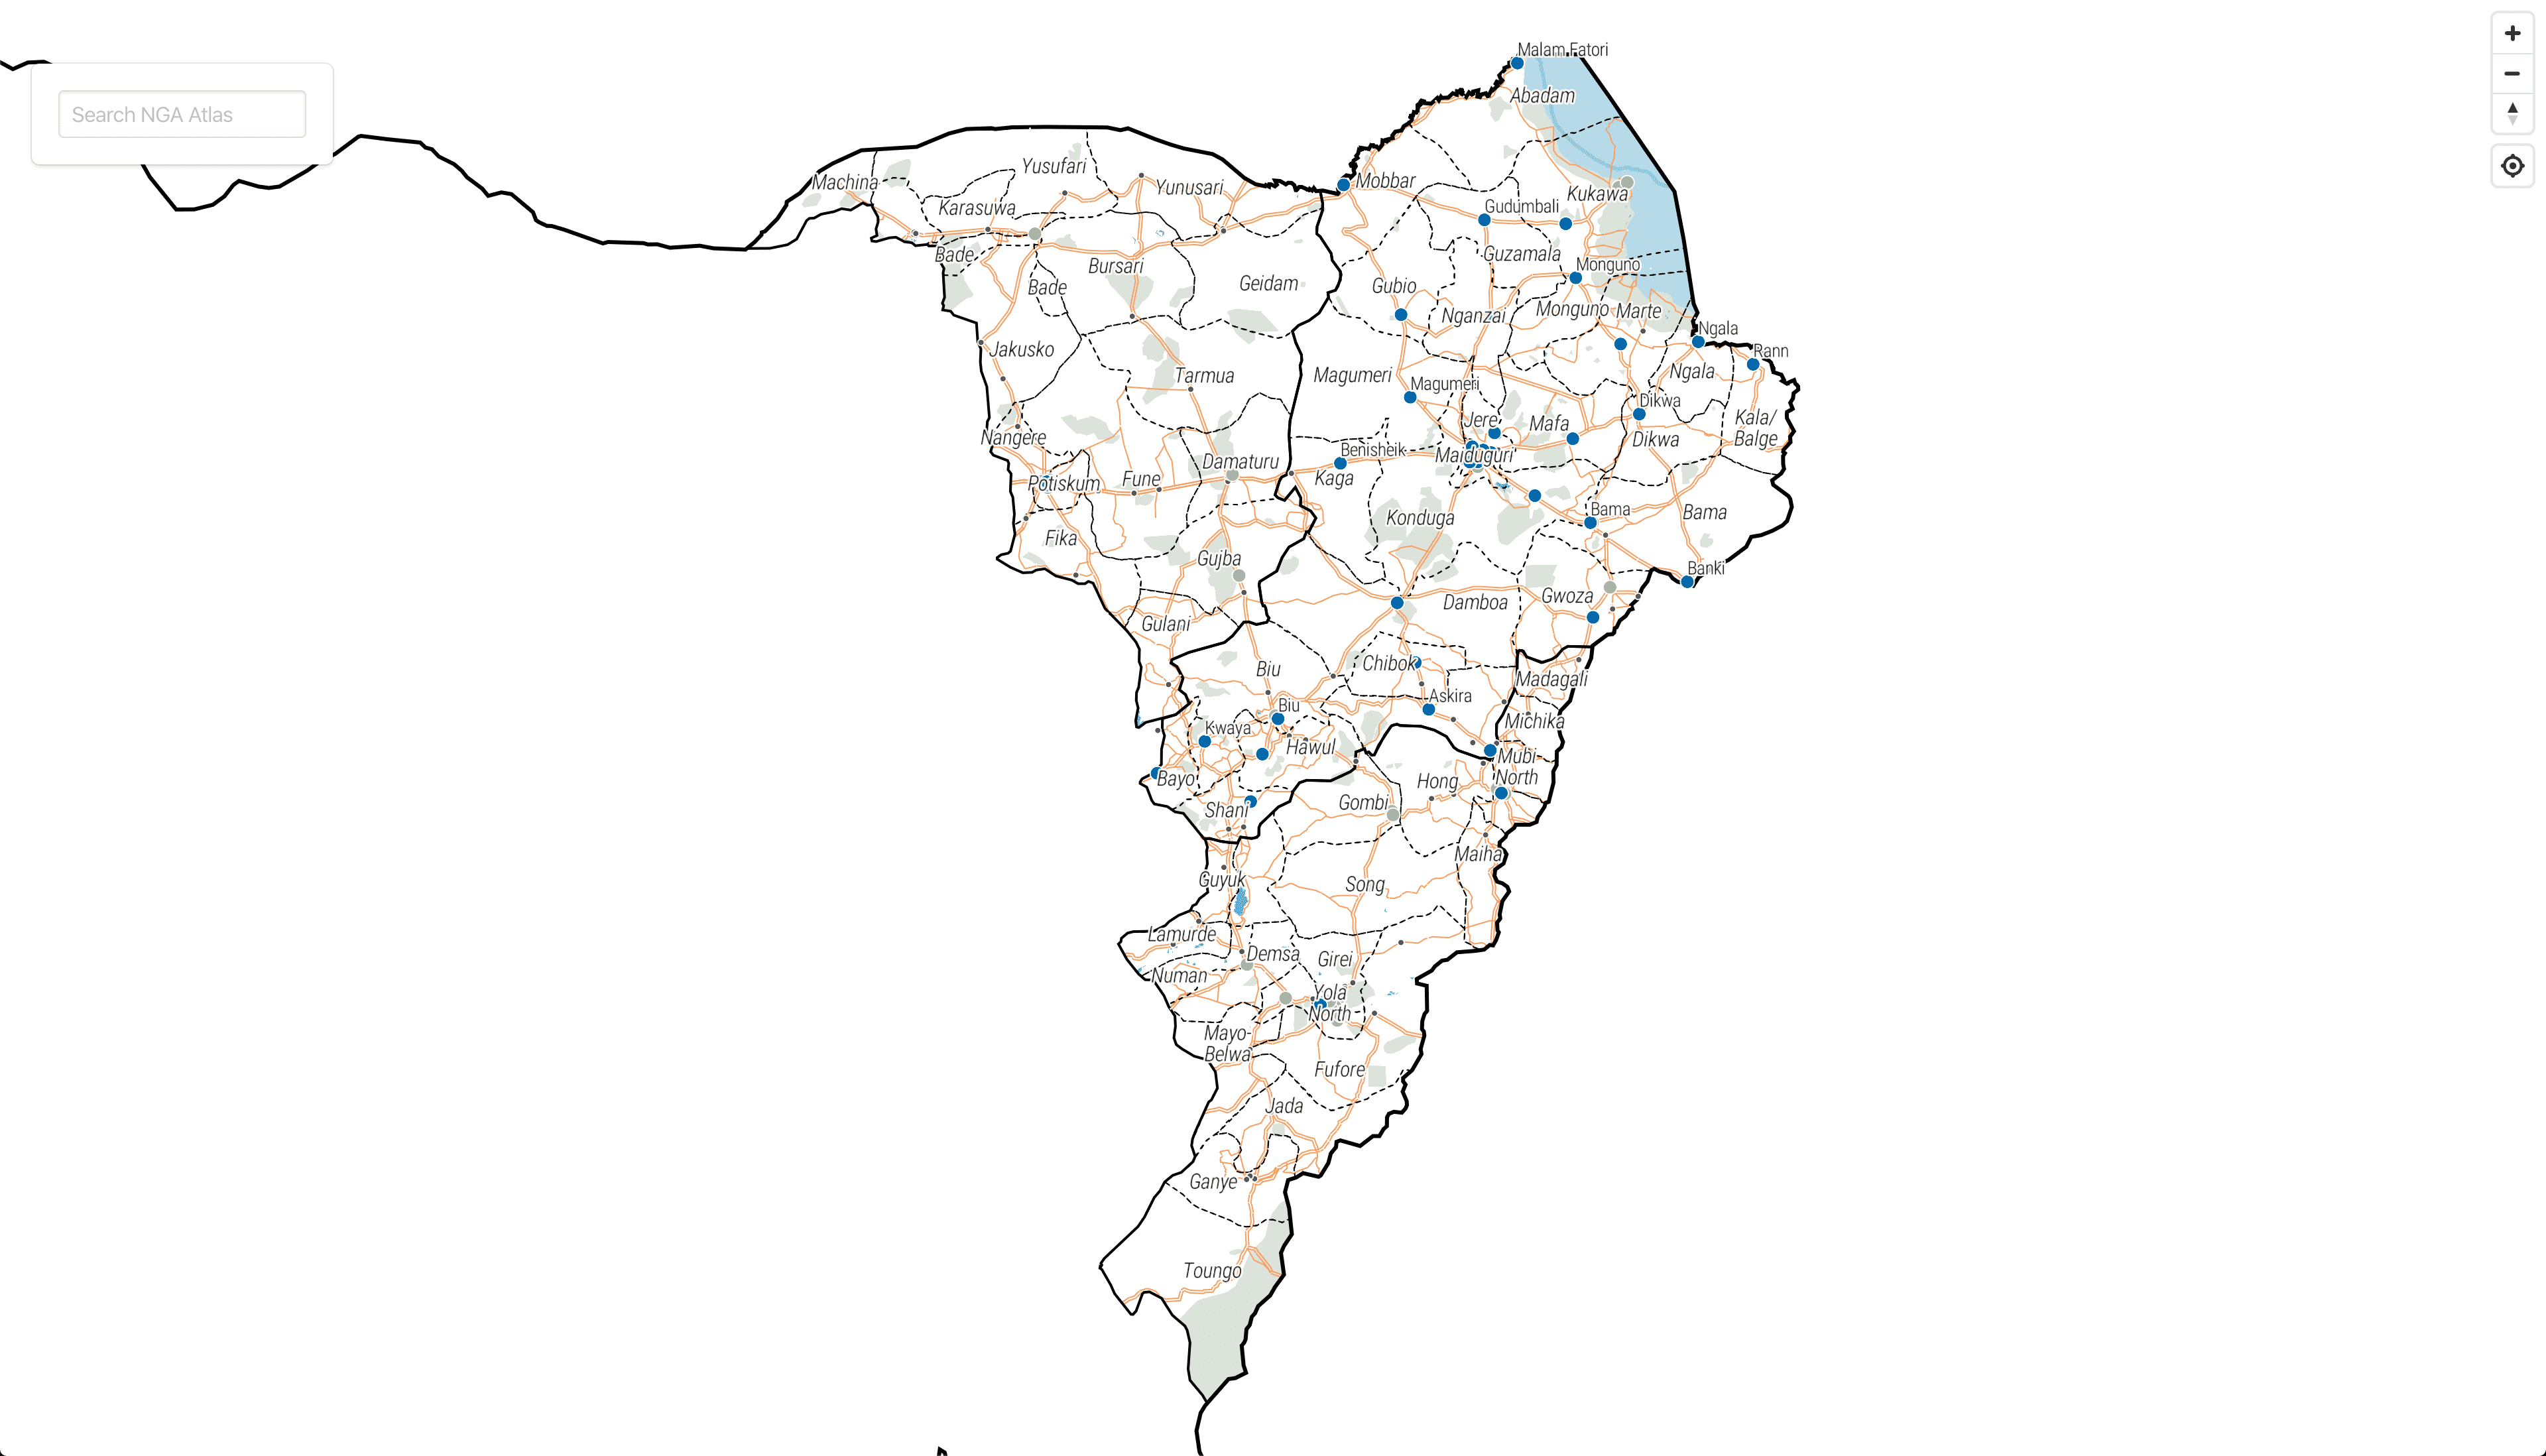 Malam Fatori
Abadam
Search NGA Atlas
Yusufari
Machina
Yunusari
Mobbar
Kukawa
Karasuwa
Gudumbali
Bade
Guzamala
Bursari
Monguno
Geidam
Bade
Gubio
Monguno
Marte
Nganzai
Ngala
Jakusko
Rann
Tarmua
Magumeri
Ngala
Magumeri
Dikwa
Jere
Mafa
Kala/
Balge
Nangere
Dikwa
Benisheik
Maiduguri
Damaturu
Kaga
Fune
Potiskum
Bama
Bama
Konduga
Fika
Gujba
Banki
Gwoza
Damboa
Gulani
Chibok
Biu
Madagali
Askira
Biu
Michika
Kwaya
Hawul
Mubi
North
Bayo
Hong
Gombi
Shani
Maiha
Guyuk
Song
Lamurde
Demsa
Girei
Numan
Yola
North
Mayo-
Belwa
Fufore
Jada
Ganye
Toungo